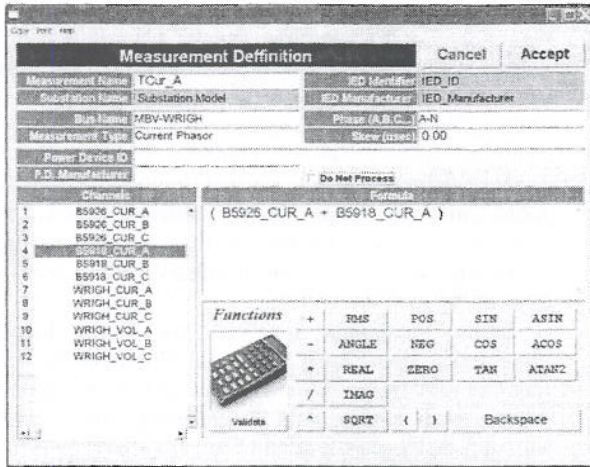 Copy Print Help
Measurement Deffinition
Cancel
Accept
Measurement Name TCur_A
IED Identifier IED_ID
Substation Name Substation Model
IED Manufacturer IED_Manufacturer
Bus Name MBV-WRIGH
Phase (A,B,C...) A-N
Measurement Type Current Phasor
Skew (usec) 0.00
Power Device ID
P.D. Manufacturer
Do Not Process
Channels
Formula
1 B5926_CUR_A
2 B5926_CUR_B
3 B5926_CUR_C
4 B5918_CUR_A
5 B5918_CUR_B
6 B5918_CUR_C
7 WRIGH_CUR_A
8 WRIGH_CUR_B
9 WRIGH_CUR_C
10 WRIGH_VOL_A
11 WRIGH_VOL_B
12 WRIGH_VOL_C
( B5926_CUR_A + B5918_CUR_A )
Functions
+ RMS POS SIN ASIN
- ANGLE NEG COS ACOS
* REAL ZERO TAN ATAN2
/ IMAG
^ SQRT ( ) Backspace
Validate